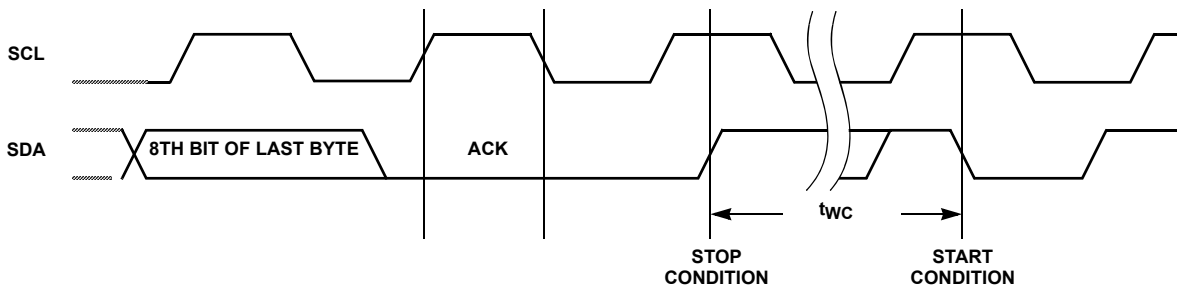 SCL
SDA
8TH BIT OF LAST BYTE
ACK
tWC
STOP
CONDITION
START
CONDITION